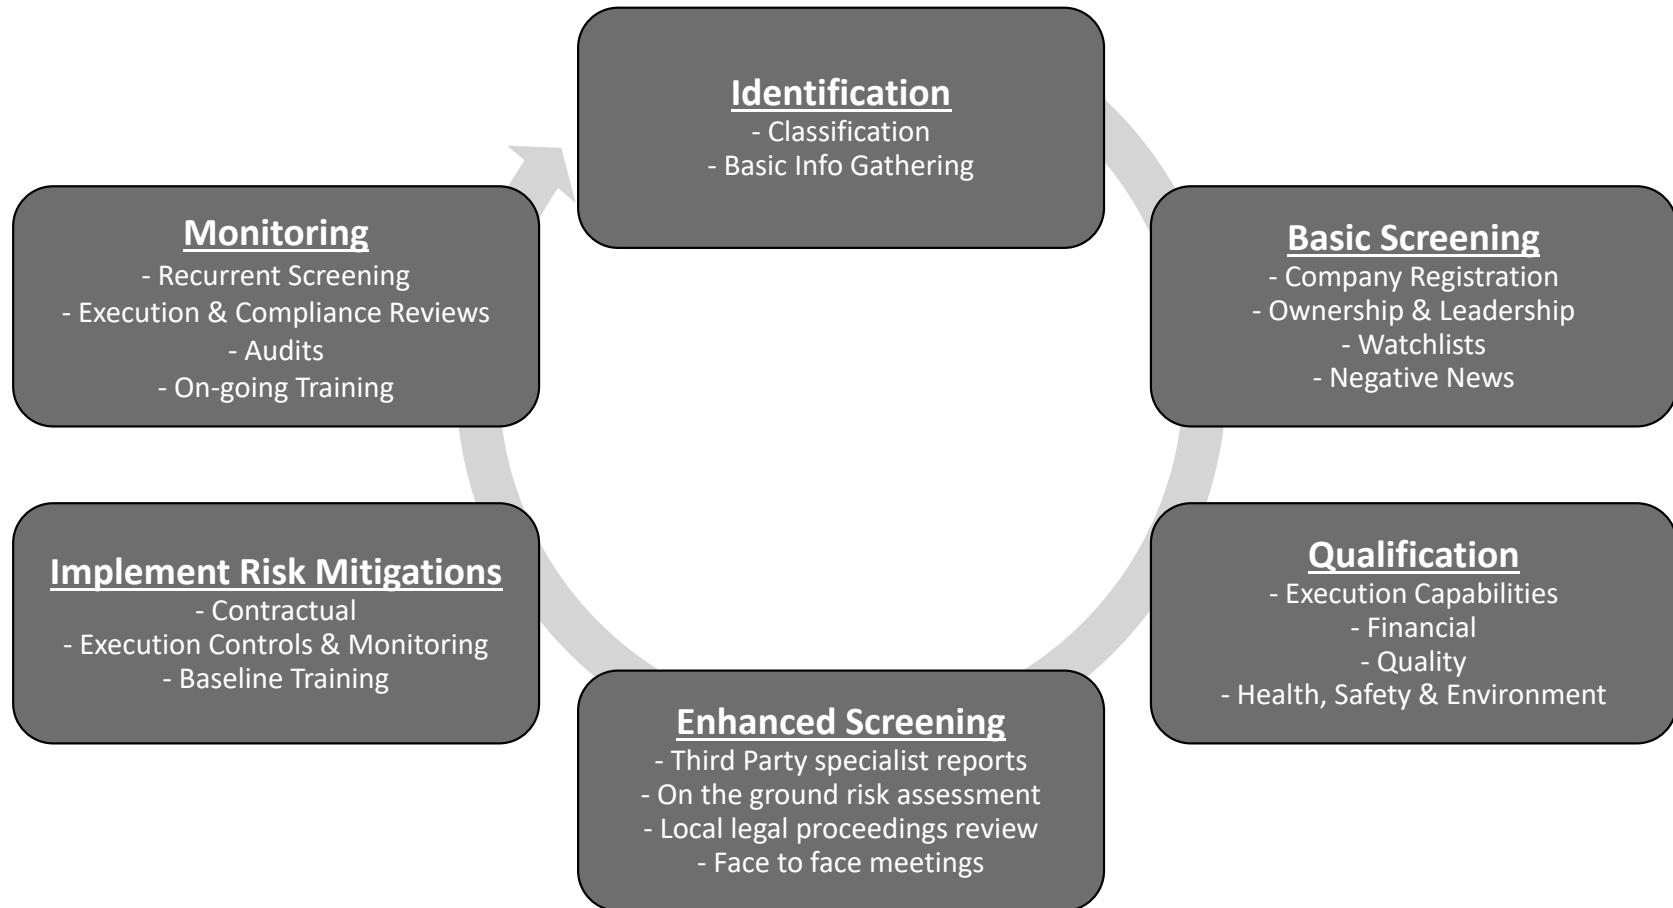 Identification
- Classification
- Basic Info Gathering
Basic Screening
- Company Registration
- Ownership & Leadership
- Watchlists
- Negative News
Qualification
- Execution Capabilities
- Financial
- Quality
- Health, Safety & Environment
Enhanced Screening
- Third Party specialist reports
- On the ground risk assessment
- Local legal proceedings review
- Face to face meetings
Implement Risk Mitigations
- Contractual
- Execution Controls & Monitoring
- Baseline Training
Monitoring
- Recurrent Screening
- Execution & Compliance Reviews
- Audits
- On-going Training